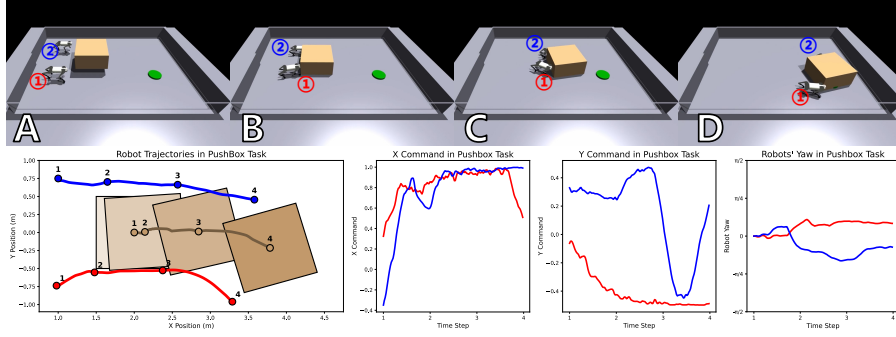 ② ① A
② ① B
② ① C
② ① D
Robot Trajectories in PushBox Task
Y Position (m)
1.00
0.75
0.50
0.25
0.00
−0.25
−0.50
−0.75
−1.00
1 2 3 4
1 2 3 4
1 2 3 4
1.0 1.5 2.0 2.5 3.0 3.5 4.0 4.5
X Position (m)
X Command in Pushbox Task
X Command
1.0
0.8
0.6
0.4
0.2
0.0
−0.2
−0.4
1 2 3 4
Time Step
Y Command in Pushbox Task
Y Command
0.4
0.2
0.0
−0.2
−0.4
1 2 3 4
Time Step
Robots' Yaw in Pushbox Task
Robot Yaw
π/2
π/4
0
−π/4
−π/2
1 2 3 4
Time Step